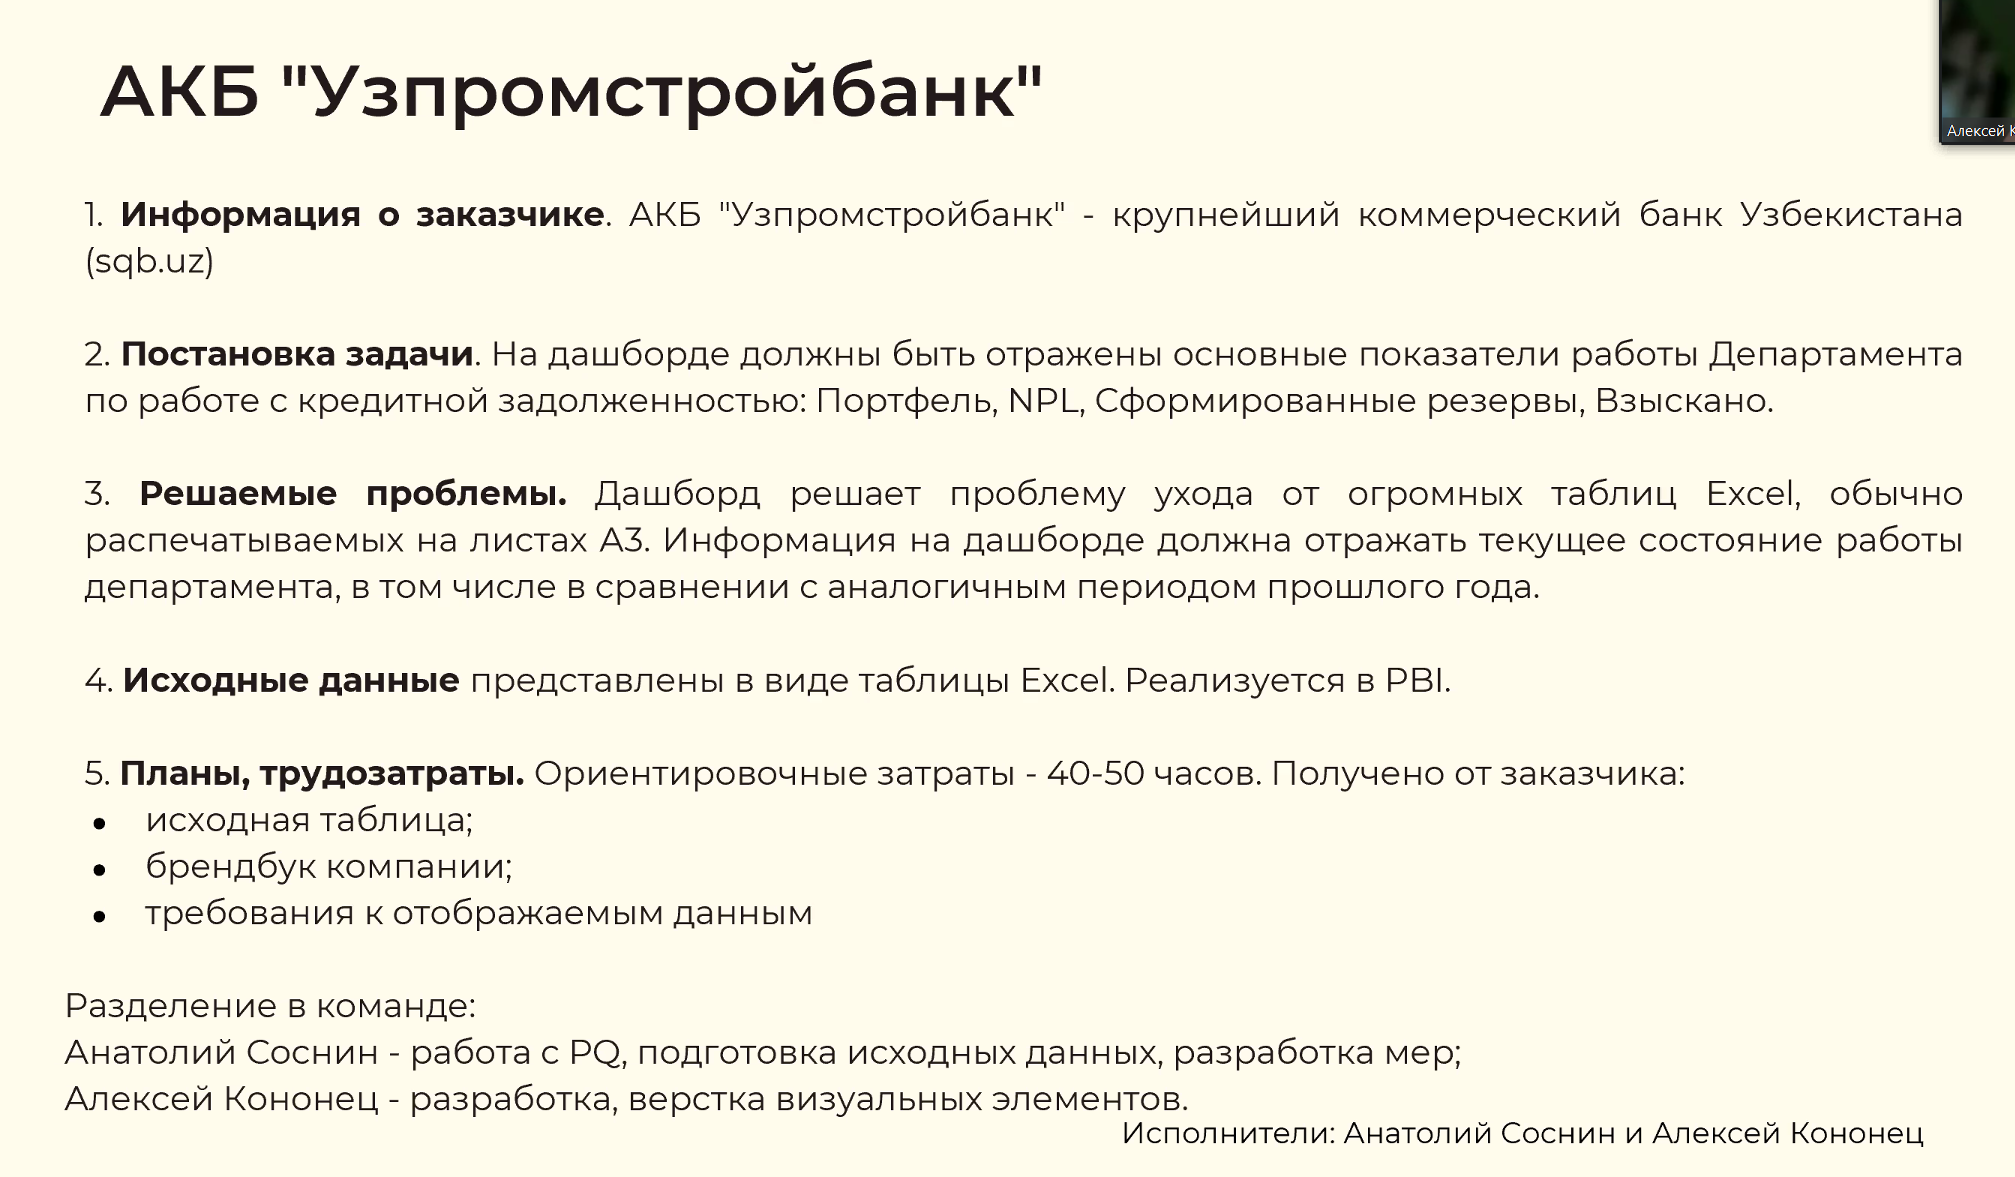 АКБ "Узпромстройбанк"
Алексей К
1. Информация о заказчике. АКБ "Узпромстройбанк" - крупнейший коммерческий банк Узбекистана
(sqb.uz)
2. Постановка задачи. На дашборде должны быть отражены основные показатели работы Департамента
по работе с кредитной задолженностью: Портфель, NPL, Сформированные резервы, Взыскано.
3. Решаемые проблемы. Дашборд решает проблему ухода от огромных таблиц Excel, обычно
распечатываемых на листах А3. Информация на дашборде должна отражать текущее состояние работы
департамента, в том числе в сравнении с аналогичным периодом прошлого года.
4. Исходные данные представлены в виде таблицы Excel. Реализуется в PBI.
5. Планы, трудозатраты. Ориентировочные затраты - 40-50 часов. Получено от заказчика:
• исходная таблица;
• брендбук компании;
• требования к отображаемым данным
Разделение в команде:
Анатолий Соснин - работа с PQ, подготовка исходных данных, разработка мер;
Алексей Кононец - разработка, верстка визуальных элементов.
Исполнители: Анатолий Соснин и Алексей Кононец